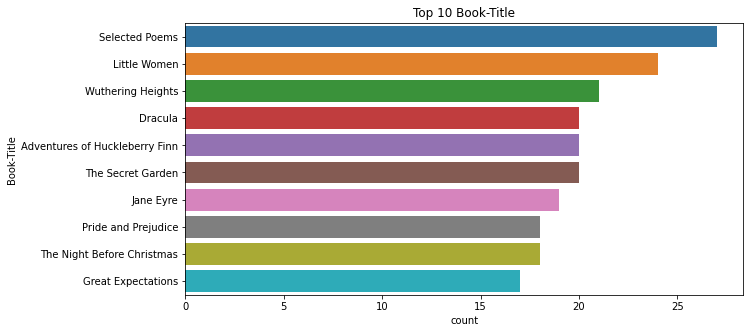 Top 10 Book-Title
Book-Title
Selected Poems
Little Women
Wuthering Heights
Dracula
Adventures of Huckleberry Finn
The Secret Garden
Jane Eyre
Pride and Prejudice
The Night Before Christmas
Great Expectations
0 5 10 15 20 25
count